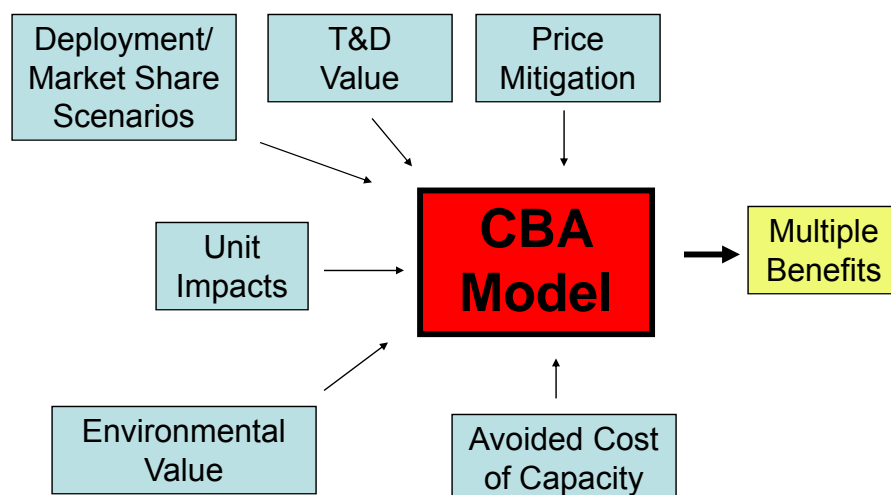 Deployment/
Market Share
Scenarios
T&D
Value
Price
Mitigation
Unit
Impacts
CBA
Model
Multiple
Benefits
Environmental
Value
Avoided Cost
of Capacity